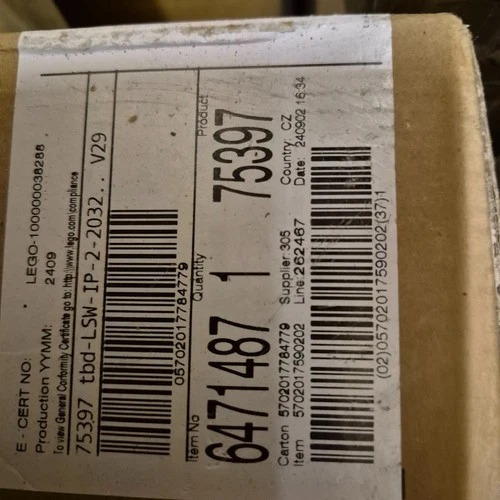 E - CERT NO: LEGO-100000038288
Production YYMM: 2409
To view General Conformity Certificate go to: http://www.lego.com/compliance
75397 tbd-LSW-IP-2-2032... V29
05702017784779
Item No Quantity Product
6471487 1 75397
Carton 5702017784779 Supplier:305 Country: CZ
Item 5702017590202 Line:262467 Date: 240902 16:34
(02)05702017590202(37)1